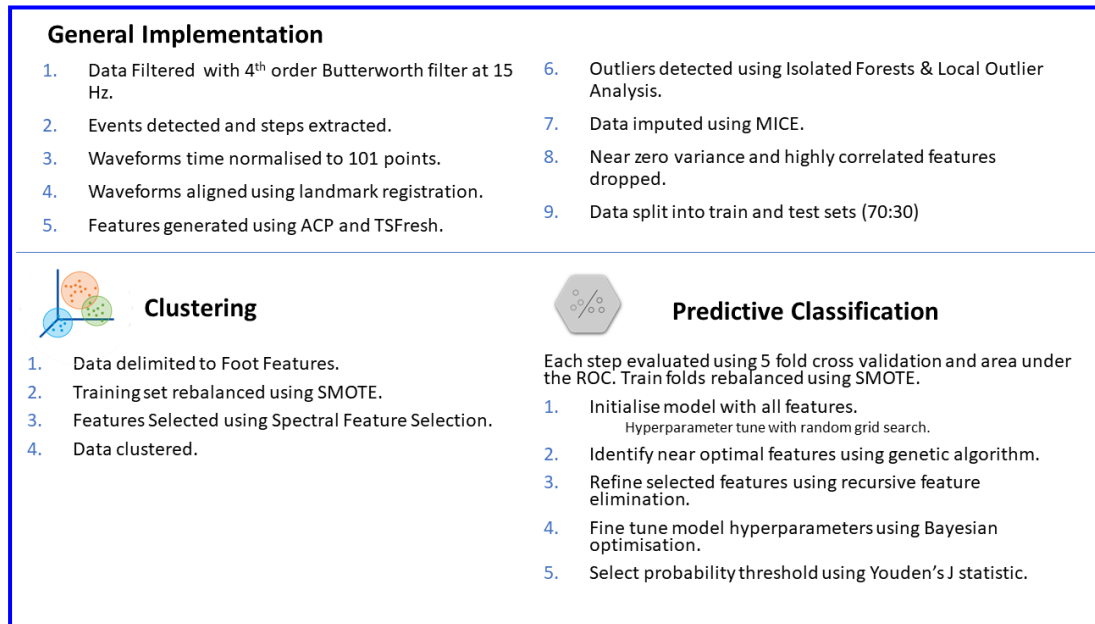 General Implementation
1. Data Filtered with 4th order Butterworth filter at 15
Hz.
2. Events detected and steps extracted.
3. Waveforms time normalised to 101 points.
4. Waveforms aligned using landmark registration.
5. Features generated using ACP and TSFresh.
6. Outliers detected using Isolated Forests & Local Outlier
Analysis.
7. Data imputed using MICE.
8. Near zero variance and highly correlated features
dropped.
9. Data split into train and test sets (70:30)
Clustering
1. Data delimited to Foot Features.
2. Training set rebalanced using SMOTE.
3. Features Selected using Spectral Feature Selection.
4. Data clustered.
Predictive Classification
Each step evaluated using 5 fold cross validation and area under
the ROC. Train folds rebalanced using SMOTE.
1. Initialise model with all features.
Hyperparameter tune with random grid search.
2. Identify near optimal features using genetic algorithm.
3. Refine selected features using recursive feature
elimination.
4. Fine tune model hyperparameters using Bayesian
optimisation.
5. Select probability threshold using Youden's J statistic.